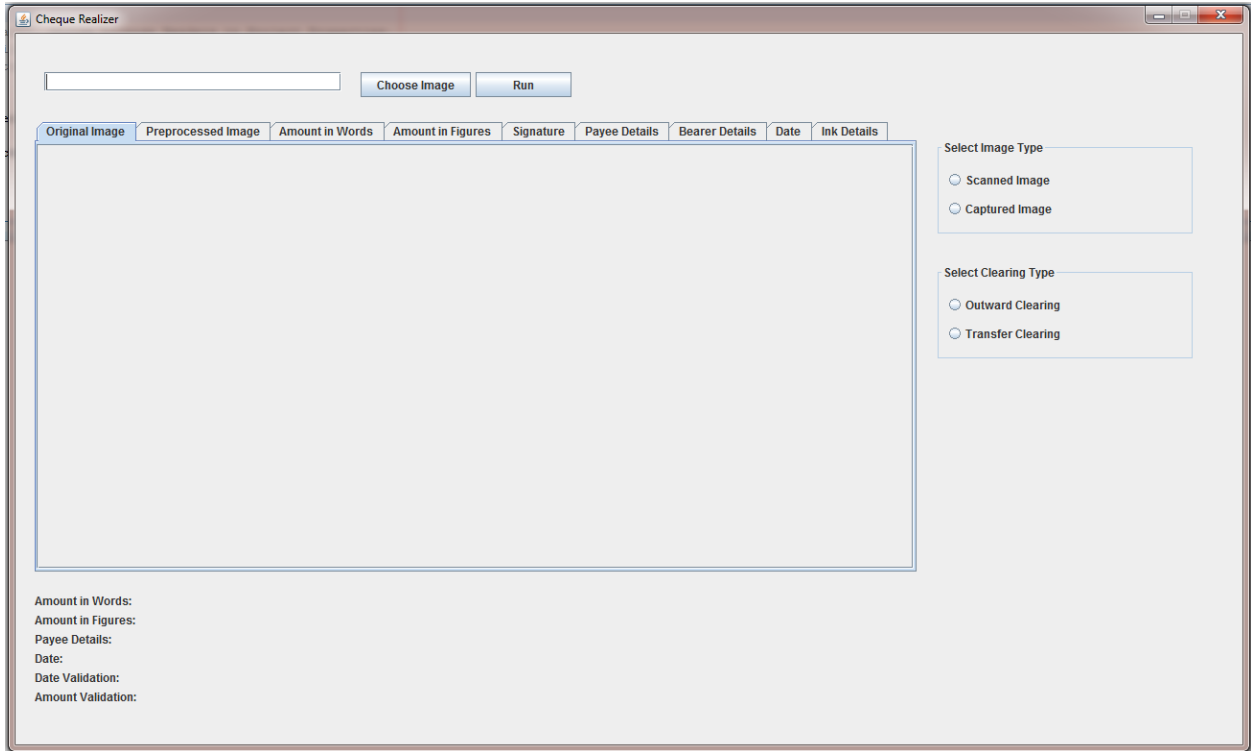 Cheque Realizer
Choose Image Run
Original Image Preprocessed Image Amount in Words Amount in Figures Signature Payee Details Bearer Details Date Ink Details
Select Image Type
Scanned Image
Captured Image
Select Clearing Type
Outward Clearing
Transfer Clearing
Amount in Words:
Amount in Figures:
Payee Details:
Date:
Date Validation:
Amount Validation: